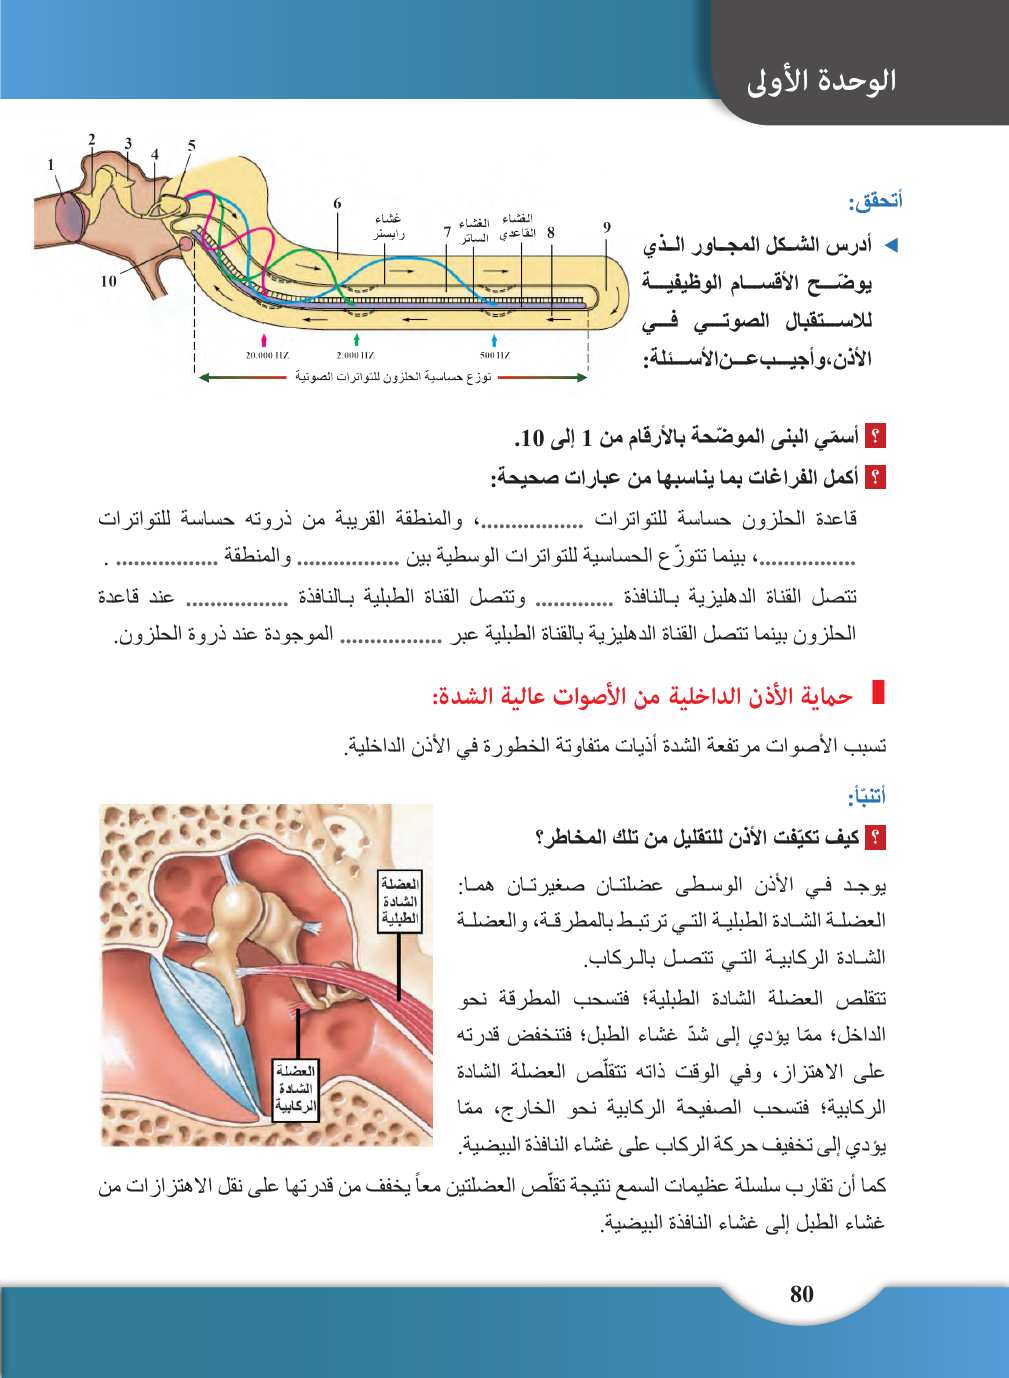 الوحدة الأولى
أتحقق:
أدرس الشكل المجاور الذي
يوضّح الأقسام الوظيفية
للاستقبال الصوتي في
الأذن،وأجيب عن الأسئلة:
1
2
3
4
5
6
غشاء
رايسنر
7
الغشاء
الساتر
الغشاء
القاعدي
8
9
10
20.000 HZ
2.000 HZ
500 HZ
توزع حساسية الحلزون للتواترات الصوتية
؟ أسمّي البنى الموضّحة بالأرقام من 1 إلى 10.
؟ أكمل الفراغات بما يناسبها من عبارات صحيحة:
قاعدة الحلزون حساسة للتواترات .................، والمنطقة القريبة من ذروته حساسة للتواترات
................، بينما تتوزّع الحساسية للتواترات الوسطية بين ................. والمنطقة ................. .
تتصل القناة الدهليزية بالنافذة ............. وتتصل القناة الطبلية بالنافذة ................. عند قاعدة
الحلزون بينما تتصل القناة الدهليزية بالقناة الطبلية عبر ................. الموجودة عند ذروة الحلزون.
حماية الأذن الداخلية من الأصوات عالية الشدة:
تسبب الأصوات مرتفعة الشدة أذيات متفاوتة الخطورة في الأذن الداخلية.
أتنبّأ:
؟ كيف تكيّفت الأذن للتقليل من تلك المخاطر؟
يوجد في الأذن الوسطى عضلتان صغيرتان هما:
العضلة الشادة الطبلية التي ترتبط بالمطرقة، والعضلة
الشادة الركابية التي تتصل بالركاب.
تتقلص العضلة الشادة الطبلية؛ فتسحب المطرقة نحو
الداخل؛ ممّا يؤدي إلى شدّ غشاء الطبل؛ فتنخفض قدرته
على الاهتزاز، وفي الوقت ذاته تتقلّص العضلة الشادة
الركابية؛ فتسحب الصفيحة الركابية نحو الخارج، ممّا
يؤدي إلى تخفيف حركة الركاب على غشاء النافذة البيضية.
العضلة
الشادة
الطبلية
العضلة
الشادة
الركابية
كما أن تقارب سلسلة عظيمات السمع نتيجة تقلّص العضلتين معاً يخفف من قدرتها على نقل الاهتزازات من
غشاء الطبل إلى غشاء النافذة البيضية.
80